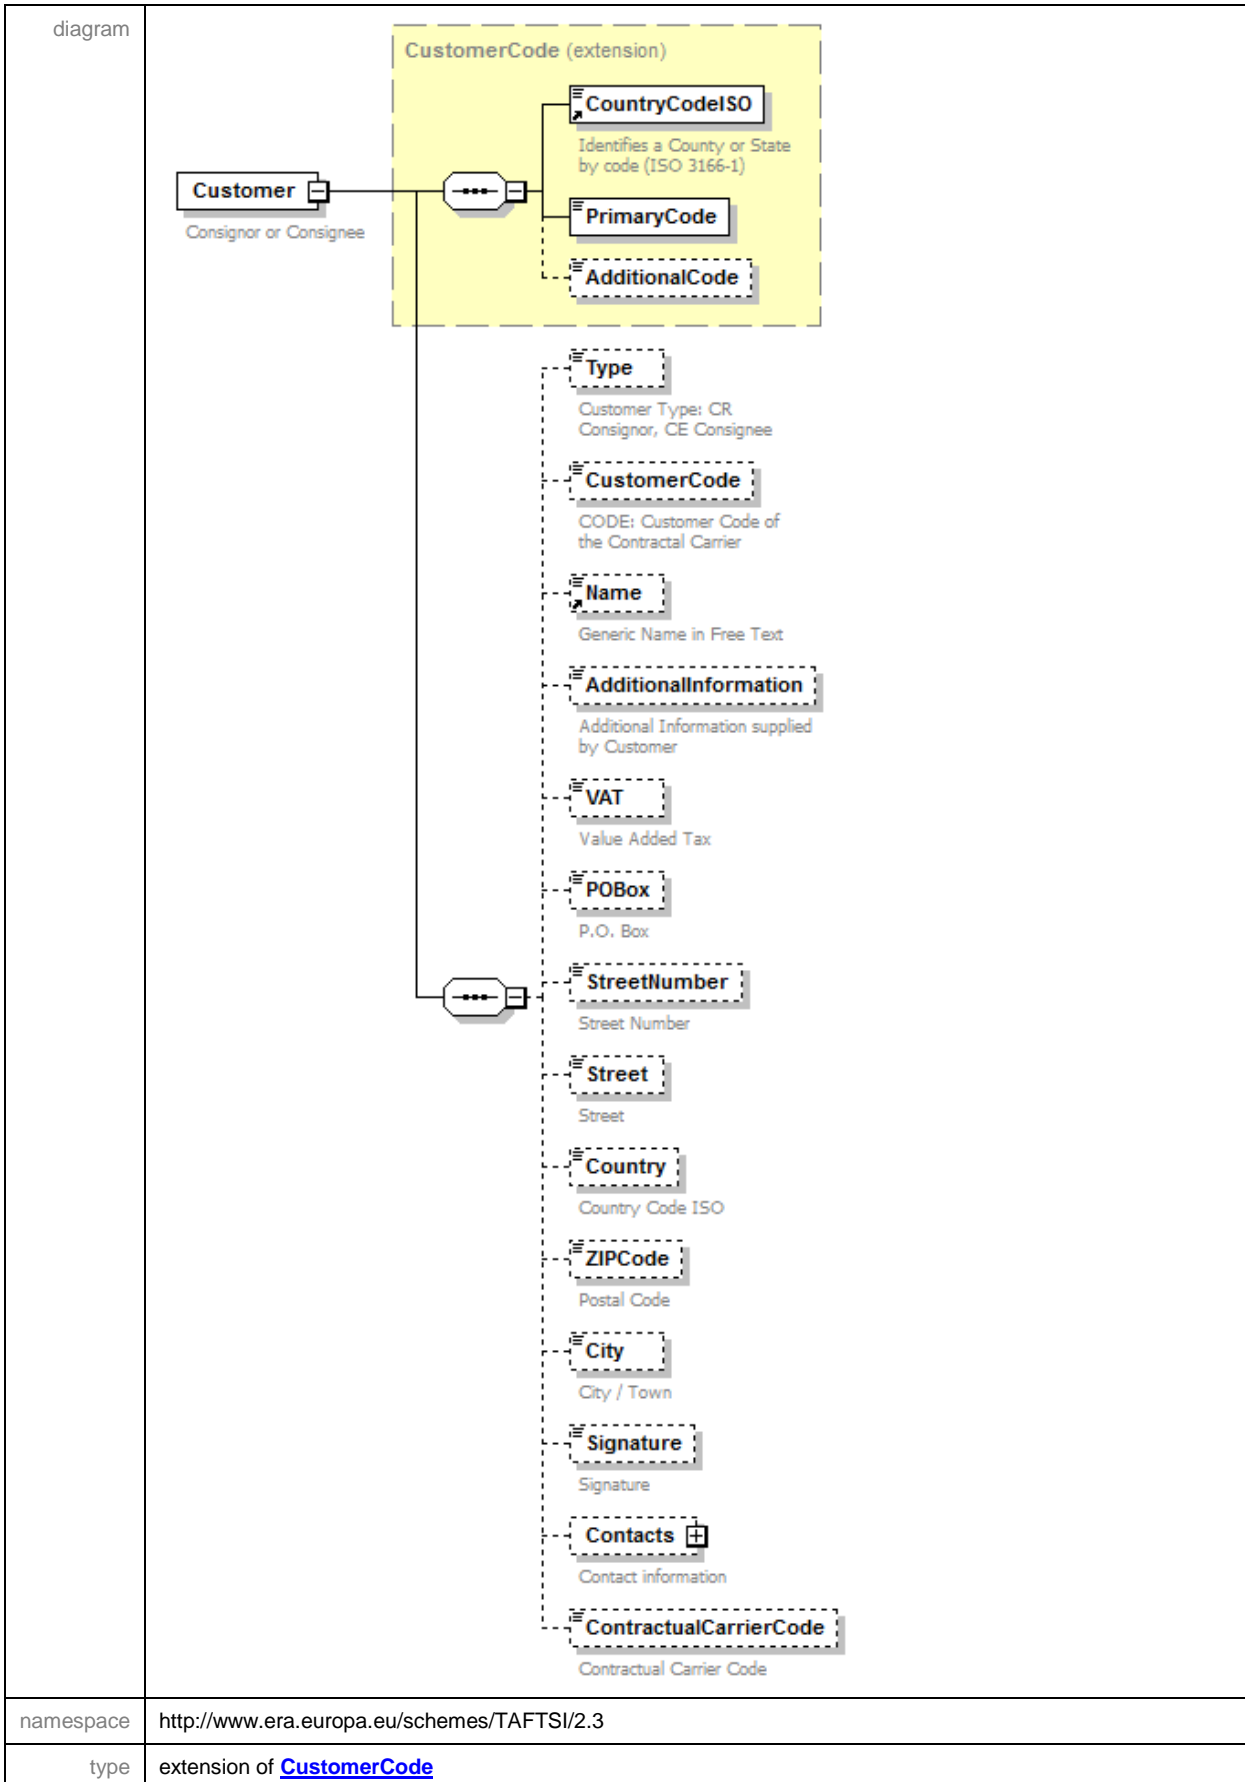 diagram
CustomerCode (extension)
CountryCodeISO
Identifies a County or State
by code (ISO 3166-1)
Customer
Consignor or Consignee
PrimaryCode
AdditionalCode
Type
Customer Type: CR
Consignor, CE Consignee
CustomerCode
CODE: Customer Code of
the Contractal Carrier
Name
Generic Name in Free Text
AdditionalInformation
Additional Information supplied
by Customer
VAT
Value Added Tax
POBox
P.O. Box
StreetNumber
Street Number
Street
Street
Country
Country Code ISO
ZIPCode
Postal Code
City
City / Town
Signature
Signature
Contacts
Contact information
ContractualCarrierCode
Contractual Carrier Code
namespace http://www.era.europa.eu/schemes/TAFTSI/2.3
type extension of CustomerCode